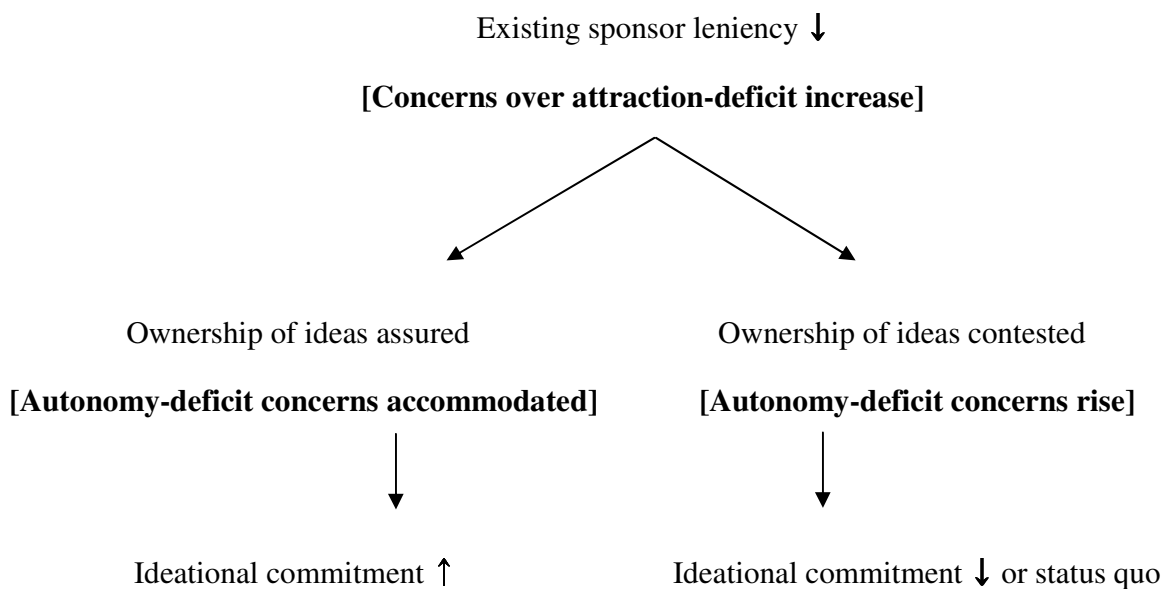 Existing sponsor leniency ↓
[Concerns over attraction-deficit increase]
Ownership of ideas assured
Ownership of ideas contested
[Autonomy-deficit concerns accommodated]
[Autonomy-deficit concerns rise]
Ideational commitment ↑
Ideational commitment ↓ or status quo